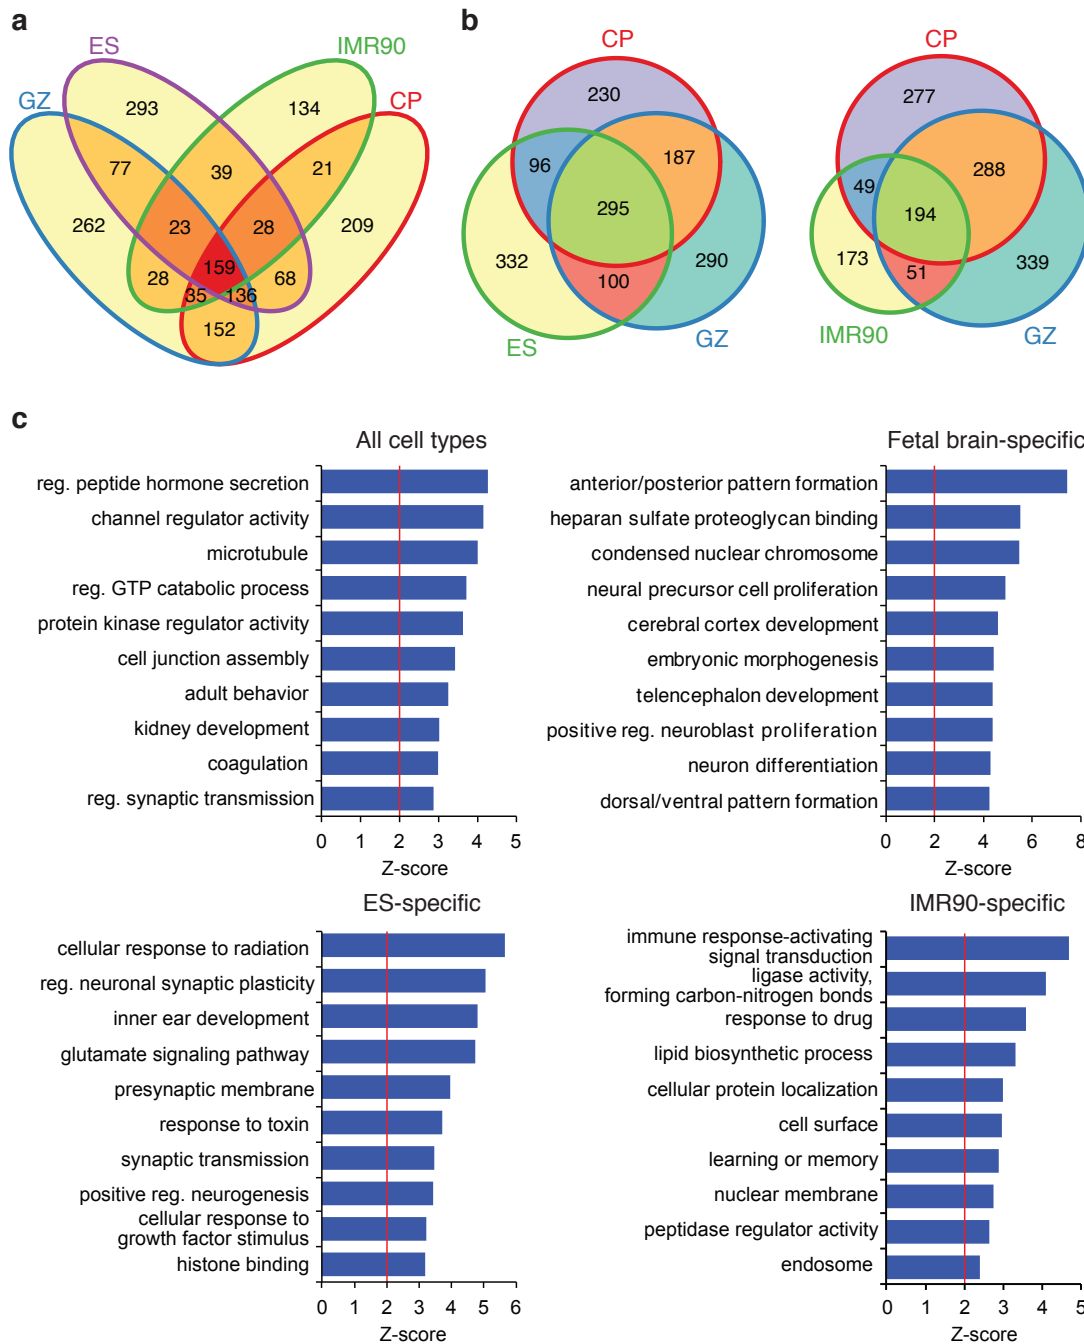 a
ES
IMR90
GZ
CP
293
134
77
39
21
262
23
28
209
159
28
35
136
68
152
b
CP
230
96
187
295
332
100
290
ES
GZ
CP
277
49
288
194
173
51
339
IMR90
GZ
c
All cell types
reg. peptide hormone secretion
channel regulator activity
microtubule
reg. GTP catabolic process
protein kinase regulator activity
cell junction assembly
adult behavior
kidney development
coagulation
reg. synaptic transmission
0 1 2 3 4 5
Z-score
Fetal brain-specific
anterior/posterior pattern formation
heparan sulfate proteoglycan binding
condensed nuclear chromosome
neural precursor cell proliferation
cerebral cortex development
embryonic morphogenesis
telencephalon development
positive reg. neuroblast proliferation
neuron differentiation
dorsal/ventral pattern formation
0 2 4 6 8
Z-score
ES-specific
cellular response to radiation
reg. neuronal synaptic plasticity
inner ear development
glutamate signaling pathway
presynaptic membrane
response to toxin
synaptic transmission
positive reg. neurogenesis
cellular response to
growth factor stimulus
histone binding
0 1 2 3 4 5 6
Z-score
IMR90-specific
immune response-activating
signal transduction
ligase activity,
forming carbon-nitrogen bonds
response to drug
lipid biosynthetic process
cellular protein localization
cell surface
learning or memory
nuclear membrane
peptidase regulator activity
endosome
0 1 2 3 4 5
Z-score